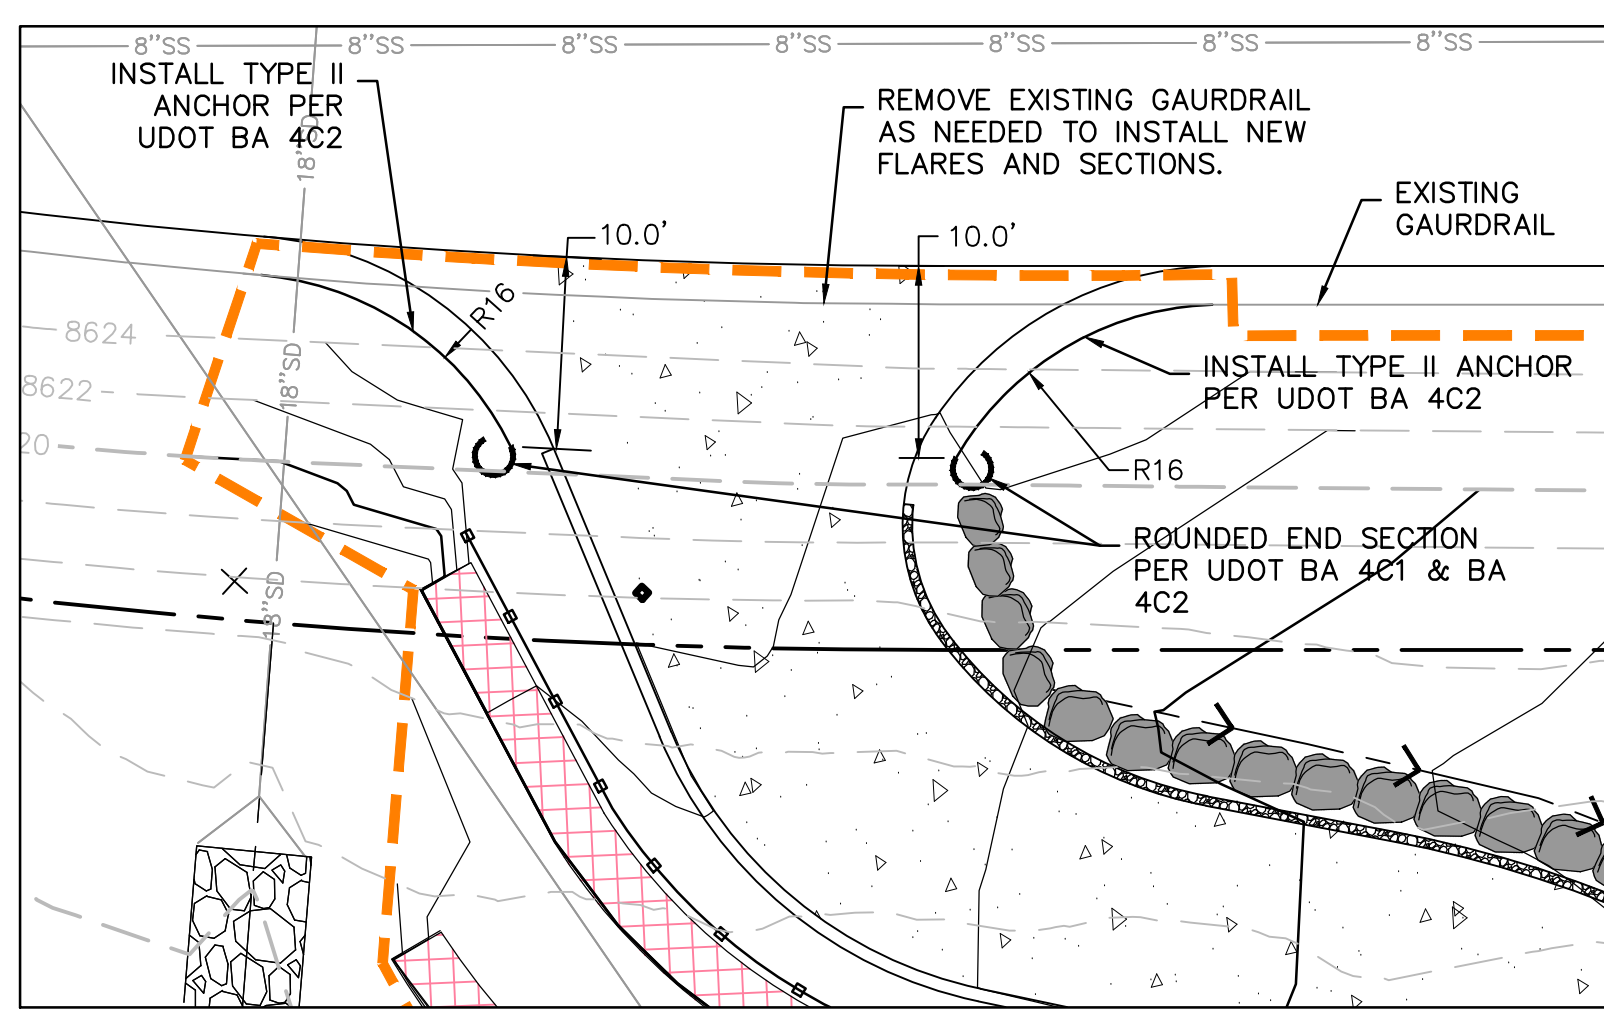 8"SS 8"SS 8"SS 8"SS 8"SS 8"SS 8"SS
INSTALL TYPE II
ANCHOR PER
UDOT BA 4C2
18"SD
REMOVE EXISTING GAURDRAIL
AS NEEDED TO INSTALL NEW
FLARES AND SECTIONS.
EXISTING
GAURDRAIL
10.0'
10.0'
R16
8624
18"SD
8622
INSTALL TYPE II ANCHOR
PER UDOT BA 4C2
20
R16
ROUNDED END SECTION
PER UDOT BA 4C1 & BA
4C2
18"SD